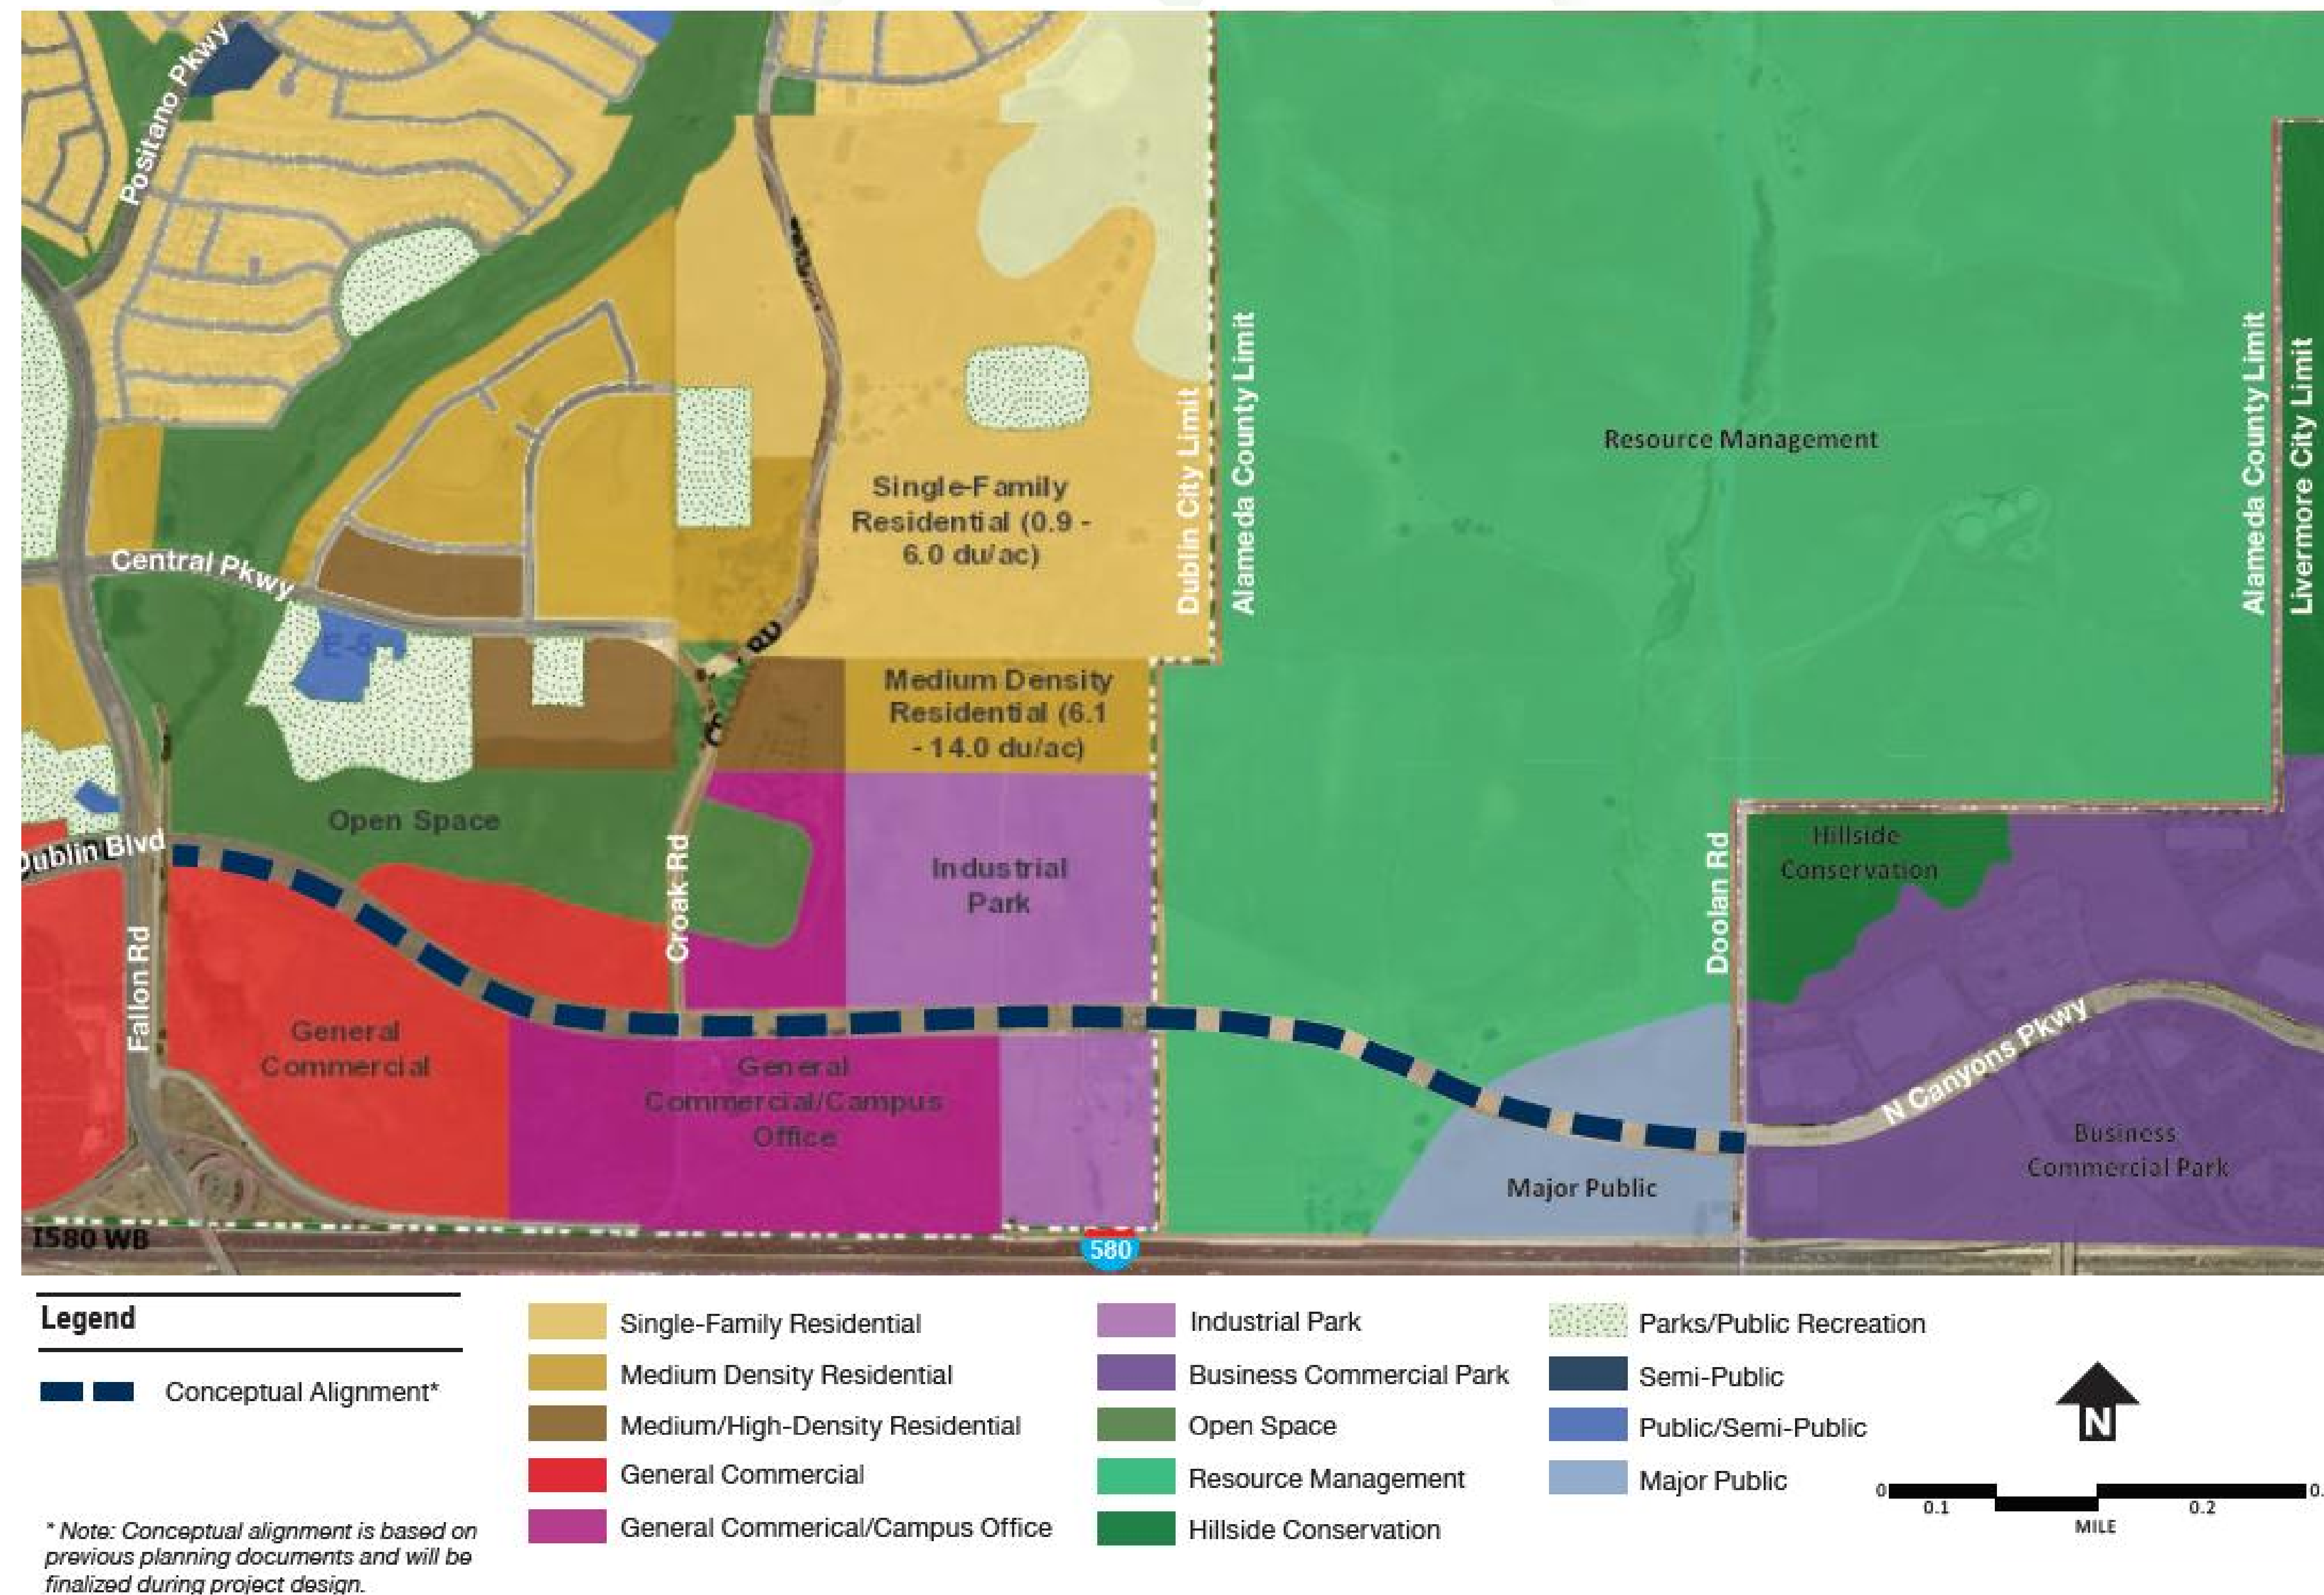 Positano Pkwy
Dublin City Limit
Alameda County Limit
Alameda County Limit
Livermore City Limit
Resource Management
Single-Family
Residential (0.9 -
6.0 du/ac)
Central Pkwy
E-5
RD
Medium Density
Residential (6.1
- 14.0 du/ac)
Open Space
Dublin Blvd
Croak Rd
Industrial
Park
Doolan Rd
Hillside
Conservation
Fallon Rd
General
Commercial
General
Commercial/Campus
Office
N Canyons Pkwy
Business
Commercial Park
Major Public
I580 WB
580
Legend
Conceptual Alignment*
* Note: Conceptual alignment is based on
previous planning documents and will be
finalized during project design.
Single-Family Residential
Medium Density Residential
Medium/High-Density Residential
General Commercial
General Commerical/Campus Office
Industrial Park
Business Commercial Park
Open Space
Resource Management
Hillside Conservation
Parks/Public Recreation
Semi-Public
Public/Semi-Public
Major Public
N
0
0.1
0.2
MILE